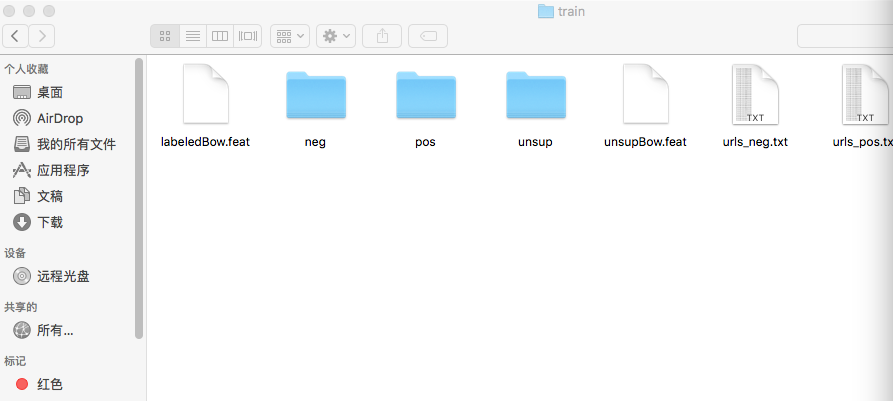 train
个人收藏
桌面
AirDrop
我的所有文件
应用程序
文稿
下载
设备
远程光盘
共享的
所有...
标记
红色
labeledBow.feat
neg
pos
unsup
unsupBow.feat
TXT
urls_neg.txt
TXT
urls_pos.tx